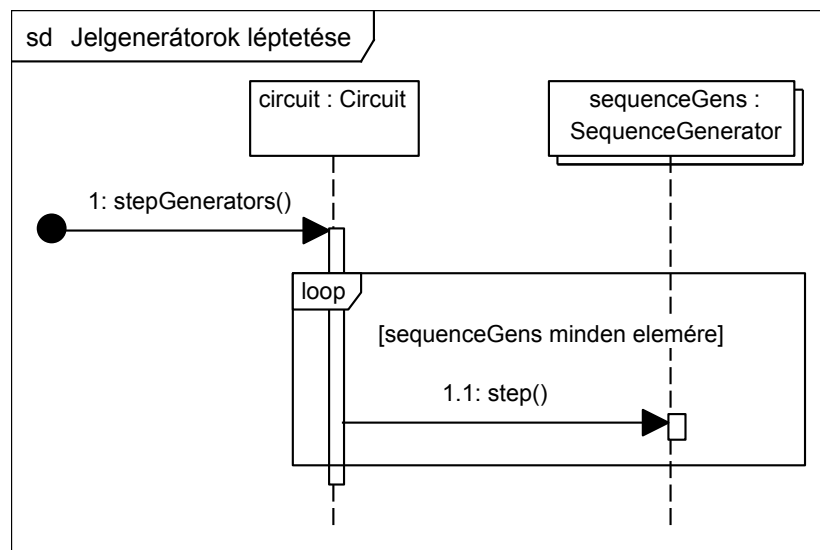 sd Jelgenerátorok léptetése
circuit : Circuit
sequenceGens :
SequenceGenerator
1: stepGenerators()
loop
[sequenceGens minden elemére]
1.1: step()